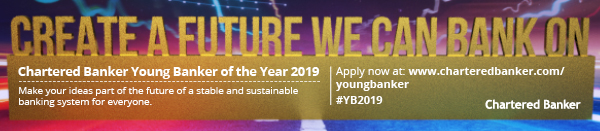 CREATE A FUTURE WE CAN BANK ON
Chartered Banker Young Banker of the Year 2019
Make your ideas part of the future of a stable and sustainable
banking system for everyone.
Apply now at: www.charteredbanker.com/
youngbanker
#YB2019
Chartered Banker